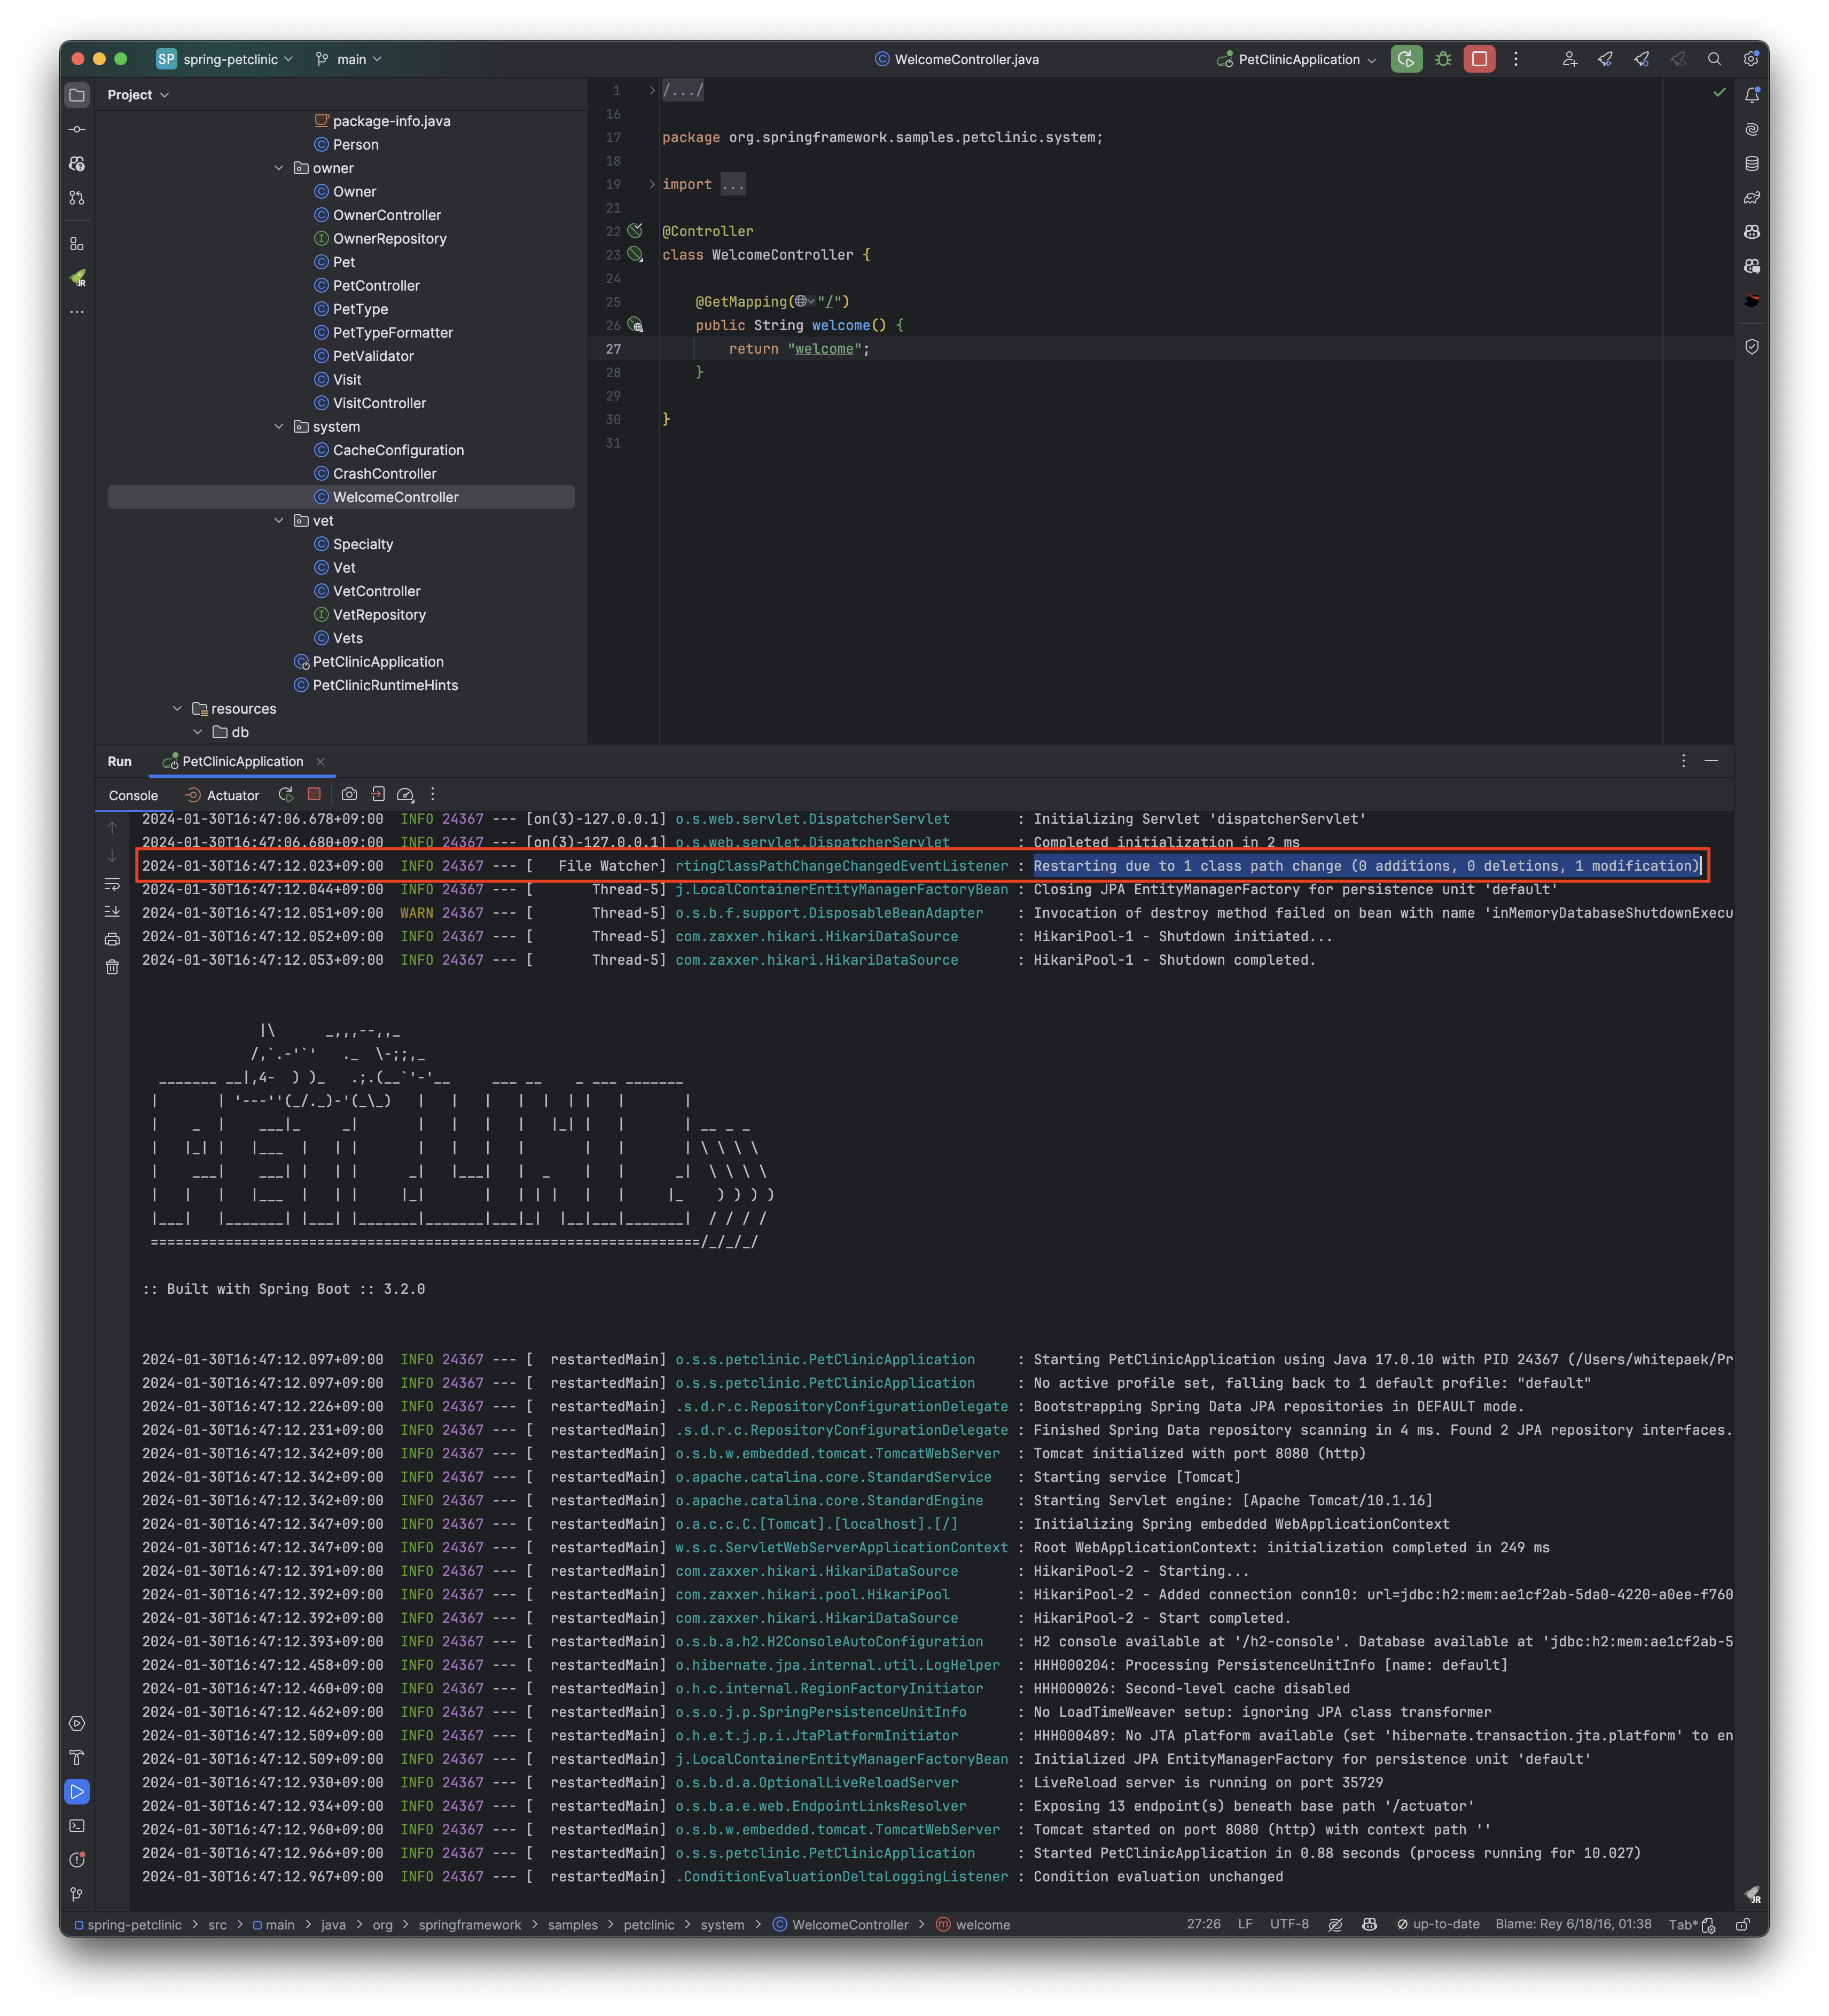 SP spring-petclinic main WelcomeController.java PetClinicApplication
Project
package-info.java
Person
owner
Owner
OwnerController
OwnerRepository
Pet
PetController
PetType
PetTypeFormatter
PetValidator
Visit
VisitController
system
CacheConfiguration
CrashController
WelcomeController
vet
Specialty
Vet
VetController
VetRepository
Vets
PetClinicApplication
PetClinicRuntimeHints
resources
db
1 /.../
16
17 package org.springframework.samples.petclinic.system;
18
19 import ...
21
22 @Controller
23 class WelcomeController {
24
25 @GetMapping("/")
26 public String welcome() {
27 return "welcome";
28 }
29
30 }
31
Run PetClinicApplication
Console Actuator
2024-01-30T16:47:06.678+09:00 INFO 24367 --- [on(3)-127.0.0.1] o.s.web.servlet.DispatcherServlet : Initializing Servlet 'dispatcherServlet'
2024-01-30T16:47:06.680+09:00 INFO 24367 --- [on(3)-127.0.0.1] o.s.web.servlet.DispatcherServlet : Completed initialization in 2 ms
2024-01-30T16:47:12.023+09:00 INFO 24367 --- [ File Watcher] rtingClassPathChangeChangedEventListener : Restarting due to 1 class path change (0 additions, 0 deletions, 1 modification)
2024-01-30T16:47:12.044+09:00 INFO 24367 --- [ Thread-5] j.LocalContainerEntityManagerFactoryBean : Closing JPA EntityManagerFactory for persistence unit 'default'
2024-01-30T16:47:12.051+09:00 WARN 24367 --- [ Thread-5] o.s.b.f.support.DisposableBeanAdapter : Invocation of destroy method failed on bean with name 'inMemoryDatabaseShutdownExecu
2024-01-30T16:47:12.052+09:00 INFO 24367 --- [ Thread-5] com.zaxxer.hikari.HikariDataSource : HikariPool-1 - Shutdown initiated...
2024-01-30T16:47:12.053+09:00 INFO 24367 --- [ Thread-5] com.zaxxer.hikari.HikariDataSource : HikariPool-1 - Shutdown completed.
:: Built with Spring Boot :: 3.2.0
2024-01-30T16:47:12.097+09:00 INFO 24367 --- [ restartedMain] o.s.s.petclinic.PetClinicApplication : Starting PetClinicApplication using Java 17.0.10 with PID 24367 (/Users/whitepaek/Pr
2024-01-30T16:47:12.097+09:00 INFO 24367 --- [ restartedMain] o.s.s.petclinic.PetClinicApplication : No active profile set, falling back to 1 default profile: "default"
2024-01-30T16:47:12.226+09:00 INFO 24367 --- [ restartedMain] .s.d.r.c.RepositoryConfigurationDelegate : Bootstrapping Spring Data JPA repositories in DEFAULT mode.
2024-01-30T16:47:12.231+09:00 INFO 24367 --- [ restartedMain] .s.d.r.c.RepositoryConfigurationDelegate : Finished Spring Data repository scanning in 4 ms. Found 2 JPA repository interfaces.
2024-01-30T16:47:12.342+09:00 INFO 24367 --- [ restartedMain] o.s.b.w.embedded.tomcat.TomcatWebServer : Tomcat initialized with port 8080 (http)
2024-01-30T16:47:12.342+09:00 INFO 24367 --- [ restartedMain] o.apache.catalina.core.StandardService : Starting service [Tomcat]
2024-01-30T16:47:12.342+09:00 INFO 24367 --- [ restartedMain] o.apache.catalina.core.StandardEngine : Starting Servlet engine: [Apache Tomcat/10.1.16]
2024-01-30T16:47:12.347+09:00 INFO 24367 --- [ restartedMain] o.a.c.c.C.[Tomcat].[localhost].[/] : Initializing Spring embedded WebApplicationContext
2024-01-30T16:47:12.347+09:00 INFO 24367 --- [ restartedMain] w.s.c.ServletWebServerApplicationContext : Root WebApplicationContext: initialization completed in 249 ms
2024-01-30T16:47:12.391+09:00 INFO 24367 --- [ restartedMain] com.zaxxer.hikari.HikariDataSource : HikariPool-2 - Starting...
2024-01-30T16:47:12.392+09:00 INFO 24367 --- [ restartedMain] com.zaxxer.hikari.pool.HikariPool : HikariPool-2 - Added connection conn10: url=jdbc:h2:mem:ae1cf2ab-5da0-4220-a0ee-f760
2024-01-30T16:47:12.392+09:00 INFO 24367 --- [ restartedMain] com.zaxxer.hikari.HikariDataSource : HikariPool-2 - Start completed.
2024-01-30T16:47:12.393+09:00 INFO 24367 --- [ restartedMain] o.s.b.a.h2.H2ConsoleAutoConfiguration : H2 console available at '/h2-console'. Database available at 'jdbc:h2:mem:ae1cf2ab-5
2024-01-30T16:47:12.458+09:00 INFO 24367 --- [ restartedMain] o.hibernate.jpa.internal.util.LogHelper : HHH000204: Processing PersistenceUnitInfo [name: default]
2024-01-30T16:47:12.460+09:00 INFO 24367 --- [ restartedMain] o.h.c.internal.RegionFactoryInitiator : HHH000026: Second-level cache disabled
2024-01-30T16:47:12.462+09:00 INFO 24367 --- [ restartedMain] o.s.o.j.p.SpringPersistenceUnitInfo : No LoadTimeWeaver setup: ignoring JPA class transformer
2024-01-30T16:47:12.509+09:00 INFO 24367 --- [ restartedMain] o.h.e.t.j.p.i.JtaPlatformInitiator : HHH000489: No JTA platform available (set 'hibernate.transaction.jta.platform' to en
2024-01-30T16:47:12.509+09:00 INFO 24367 --- [ restartedMain] j.LocalContainerEntityManagerFactoryBean : Initialized JPA EntityManagerFactory for persistence unit 'default'
2024-01-30T16:47:12.930+09:00 INFO 24367 --- [ restartedMain] o.s.b.d.a.OptionalLiveReloadServer : LiveReload server is running on port 35729
2024-01-30T16:47:12.934+09:00 INFO 24367 --- [ restartedMain] o.s.b.a.e.web.EndpointLinksResolver : Exposing 13 endpoint(s) beneath base path '/actuator'
2024-01-30T16:47:12.960+09:00 INFO 24367 --- [ restartedMain] o.s.b.w.embedded.tomcat.TomcatWebServer : Tomcat started on port 8080 (http) with context path ''
2024-01-30T16:47:12.966+09:00 INFO 24367 --- [ restartedMain] o.s.s.petclinic.PetClinicApplication : Started PetClinicApplication in 0.88 seconds (process running for 10.027)
2024-01-30T16:47:12.967+09:00 INFO 24367 --- [ restartedMain] .ConditionEvaluationDeltaLoggingListener : Condition evaluation unchanged
spring-petclinic > src > main > java > org > springframework > samples > petclinic > system > WelcomeController > welcome 27:26 LF UTF-8 up-to-date Blame: Rey 6/18/16, 01:38 Tab*